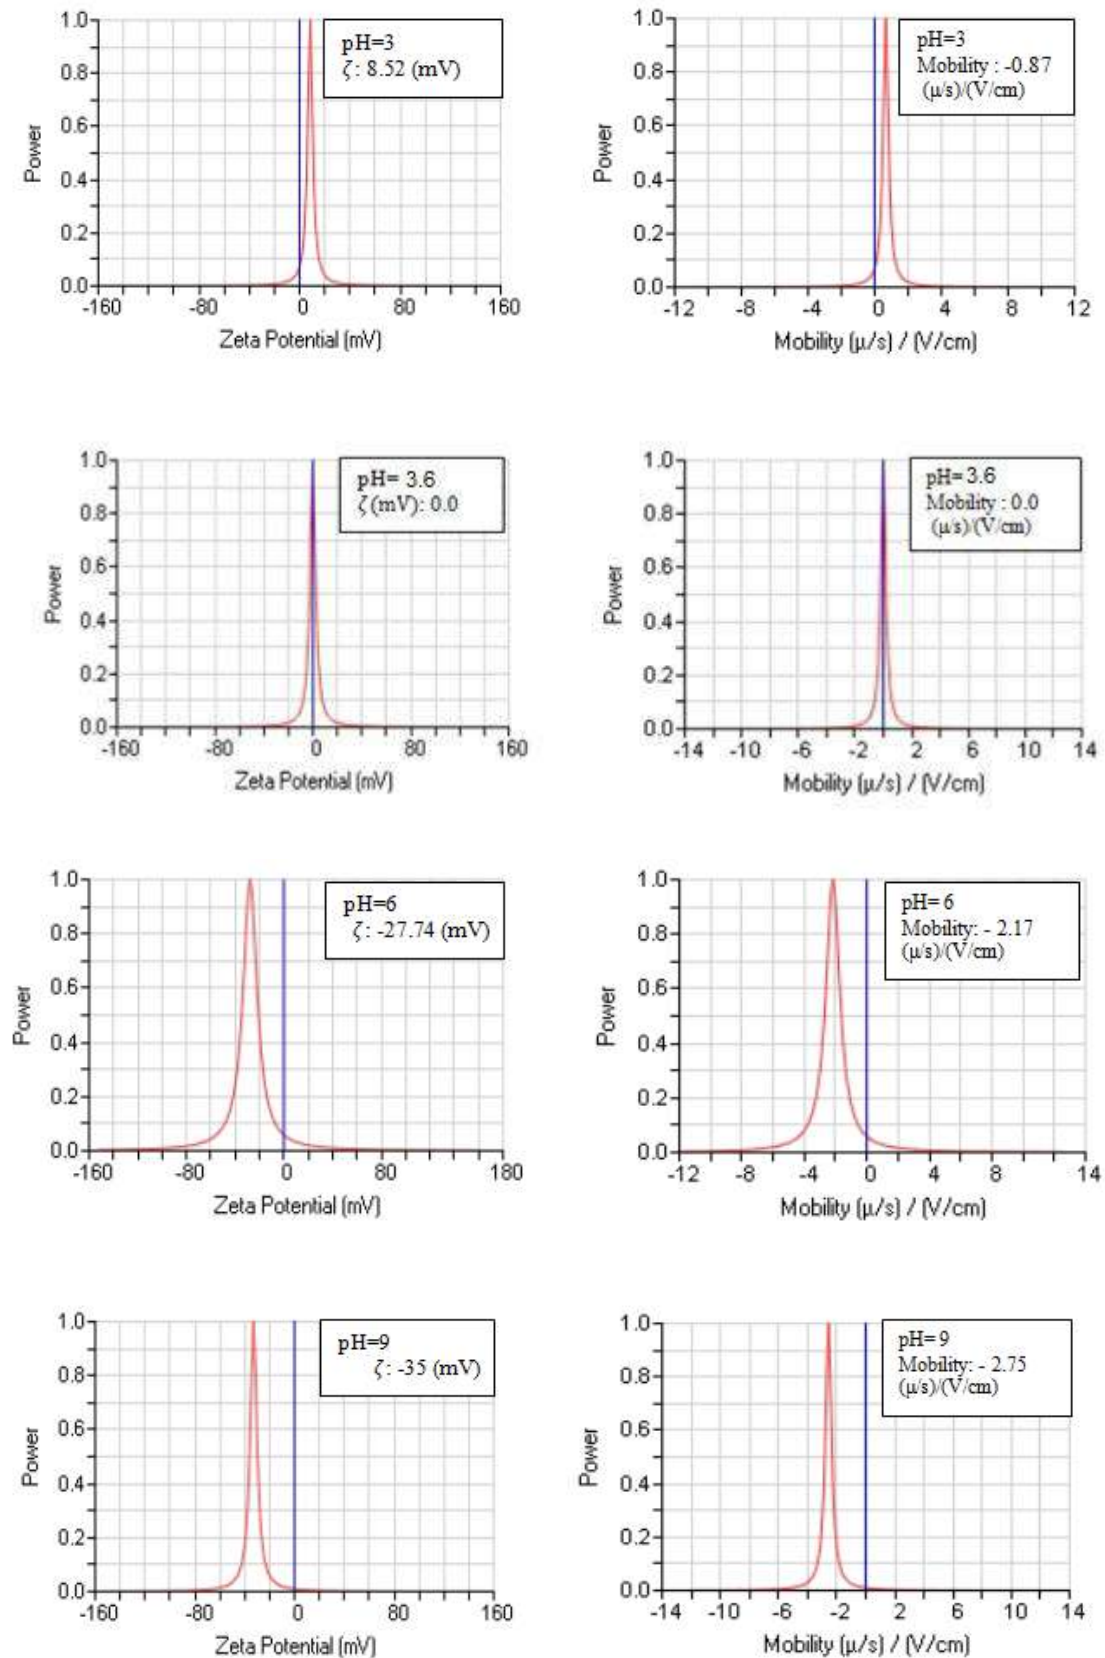 pH=3
ζ: 8.52 (mV)
1.0
0.8
0.6
0.4
0.2
0.0
Power
-160 -80 0 80 160
Zeta Potential (mV)
pH=3
Mobility : -0.87
(µ/s)/(V/cm)
1.0
0.8
0.6
0.4
0.2
0.0
Power
-12 -8 -4 0 4 8 12
Mobility (µ/s) / (V/cm)
pH= 3.6
ζ (mV): 0.0
1.0
0.8
0.6
0.4
0.2
0.0
Power
-160 -80 0 80 160
Zeta Potential (mV)
pH= 3.6
Mobility : 0.0
(µ/s)/(V/cm)
1.0
0.8
0.6
0.4
0.2
0.0
Power
-14 -10 -6 -2 2 6 10 14
Mobility (µ/s) / (V/cm)
pH=6
ζ: -27.74 (mV)
1.0
0.8
0.6
0.4
0.2
0.0
Power
-160 -80 0 80 180
Zeta Potential (mV)
pH= 6
Mobility: - 2.17
(µ/s)/(V/cm)
1.0
0.8
0.6
0.4
0.2
0.0
Power
-12 -8 -4 0 4 8 14
Mobility (µ/s) / (V/cm)
pH=9
ζ: -35 (mV)
1.0
0.8
0.6
0.4
0.2
0.0
Power
-160 -80 0 80 160
Zeta Potential (mV)
pH= 9
Mobility: - 2.75
(µ/s)/(V/cm)
1.0
0.8
0.6
0.4
0.2
0.0
Power
-14 -10 -6 -2 2 6 10 14
Mobility (µ/s) / (V/cm)